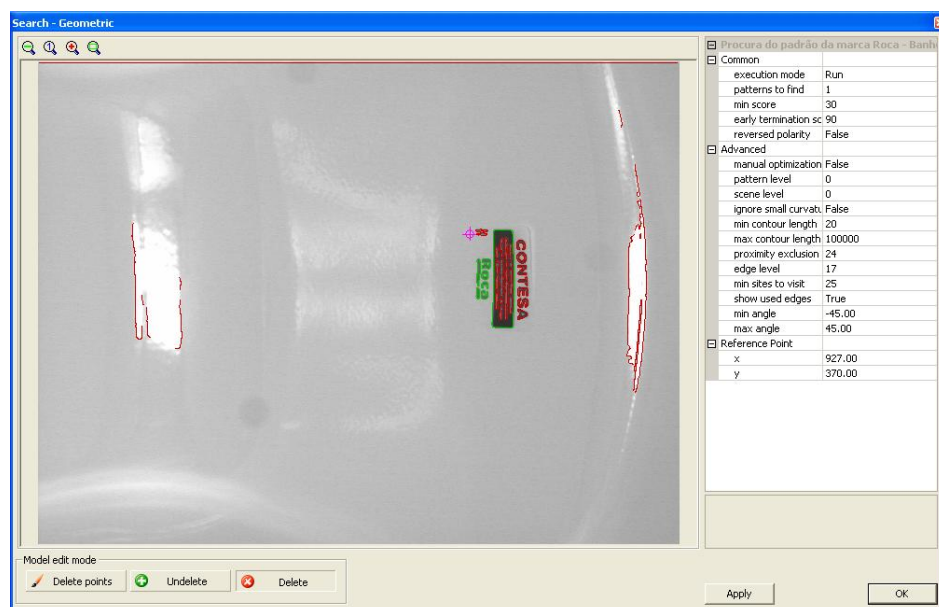 Search - Geometric
Procura do padrão da marca Roca - Banh
Common
execution mode Run
patterns to find 1
min score 30
early termination sc 90
reversed polarity False
Advanced
manual optimization False
pattern level 0
scene level 0
ignore small curvatu False
min contour length 20
max contour length 100000
proximity exclusion 24
edge level 17
min sites to visit 25
show used edges True
min angle -45.00
max angle 45.00
Reference Point
x 927.00
y 370.00
CONTESA
Roca
Model edit mode
Delete points
Undelete
Delete
Apply
OK